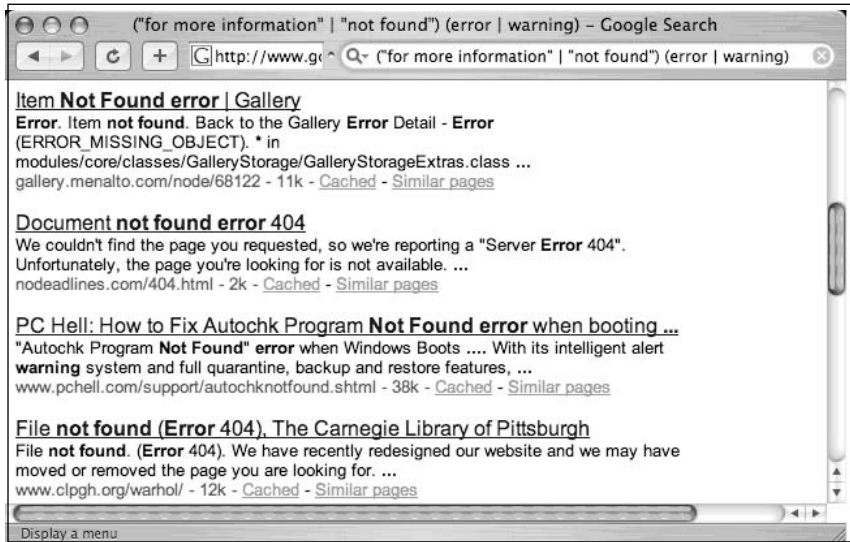 ("for more information" | "not found") (error | warning) – Google Search
G http://www.go ("for more information" | "not found") (error | warning)
Item Not Found error | Gallery
Error. Item not found. Back to the Gallery Error Detail - Error
(ERROR_MISSING_OBJECT). * in
modules/core/classes/GalleryStorage/GalleryStorageExtras.class ...
gallery.menalto.com/node/68122 - 11k - Cached - Similar pages
Document not found error 404
We couldn't find the page you requested, so we're reporting a "Server Error 404".
Unfortunately, the page you're looking for is not available. ...
nodeadlines.com/404.html - 2k - Cached - Similar pages
PC Hell: How to Fix Autochk Program Not Found error when booting ...
"Autochk Program Not Found" error when Windows Boots .... With its intelligent alert
warning system and full quarantine, backup and restore features, ...
www.pchell.com/support/autochknotfound.shtml - 38k - Cached - Similar pages
File not found (Error 404), The Carnegie Library of Pittsburgh
File not found. (Error 404). We have recently redesigned our website and we may have
moved or removed the page you are looking for. ...
www.clpgh.org/warhol/ - 12k - Cached - Similar pages
Display a menu